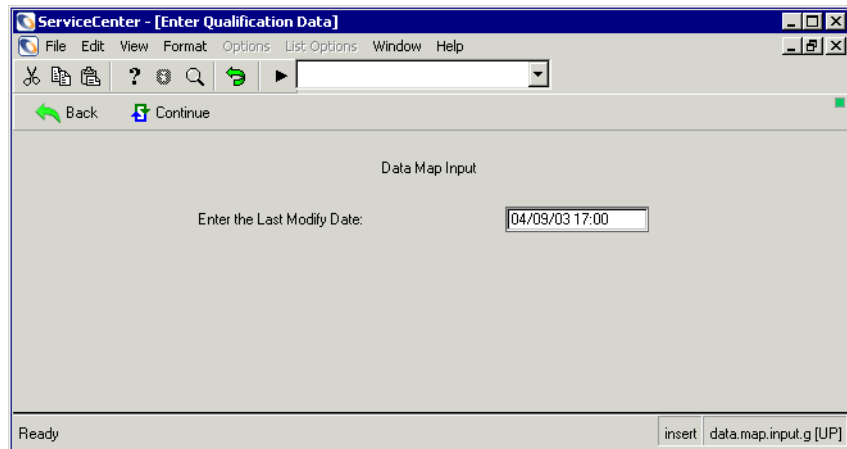 ServiceCenter - [Enter Qualification Data]
File Edit View Format Options List Options Window Help
?
Back Continue
Data Map Input
Enter the Last Modify Date: 04/09/03 17:00
Ready insert data.map.input.g [UP]